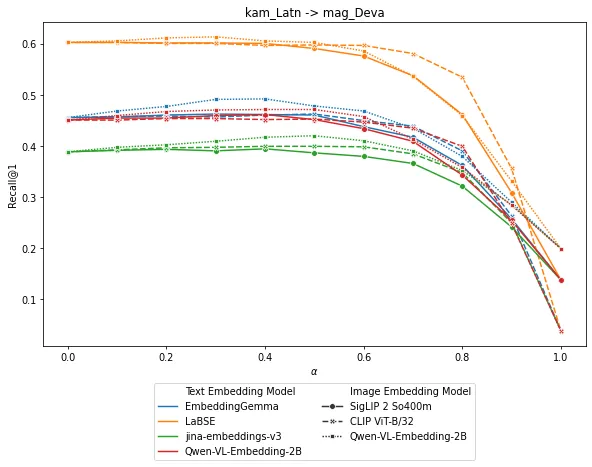 kam_Latn -> mag_Deva
Recall@1
0.6
0.5
0.4
0.3
0.2
0.1
0.0 0.2 0.4 0.6 0.8 1.0
α
Text Embedding Model Image Embedding Model
EmbeddingGemma SigLIP 2 So400m
LaBSE CLIP ViT-B/32
jina-embeddings-v3 Qwen-VL-Embedding-2B
Qwen-VL-Embedding-2B